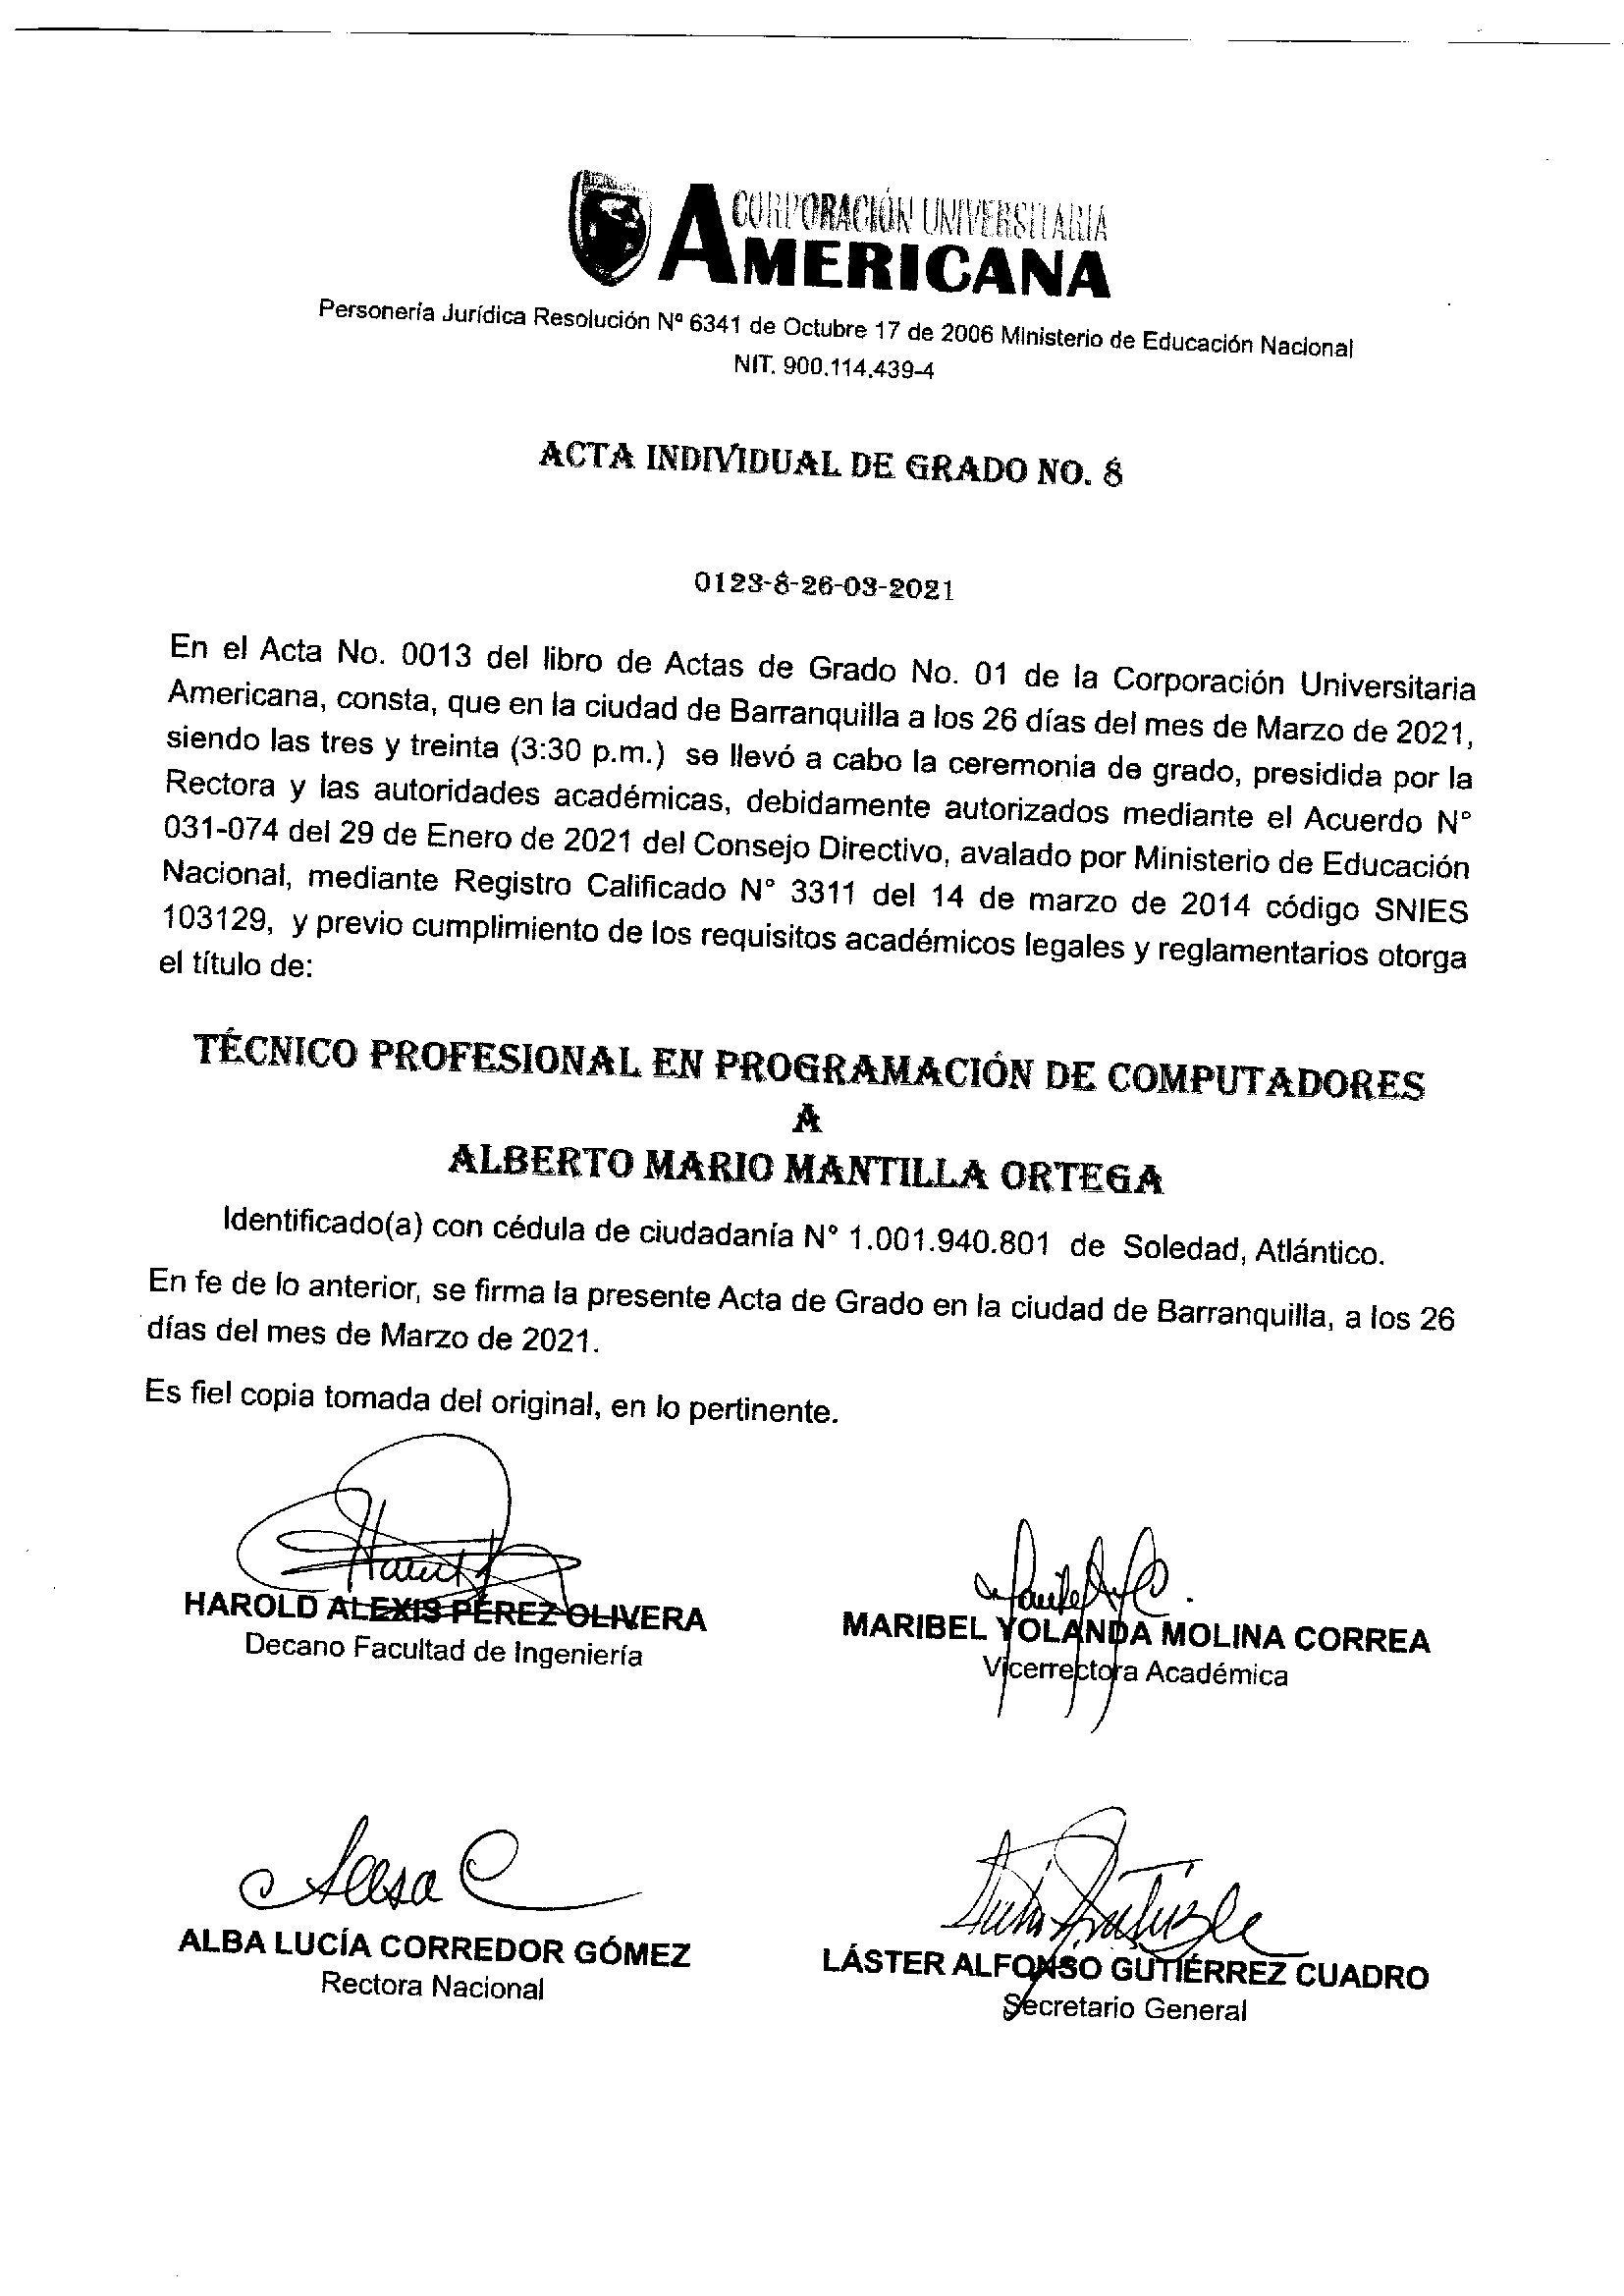 CORPORACIÓN UNIVERSITARIA
AMERICANA
Personería Jurídica Resolución Nº 6341 de Octubre 17 de 2006 Ministerio de Educación Nacional
NIT. 900.114.439-4
ACTA INDIVIDUAL DE GRADO NO. 8
0123-8-26-03-2021
En el Acta No. 0013 del libro de Actas de Grado No. 01 de la Corporación Universitaria
Americana, consta, que en la ciudad de Barranquilla a los 26 días del mes de Marzo de 2021,
siendo las tres y treinta (3:30 p.m.) se llevó a cabo la ceremonia de grado, presidida por la
Rectora y las autoridades académicas, debidamente autorizados mediante el Acuerdo N°
031-074 del 29 de Enero de 2021 del Consejo Directivo, avalado por Ministerio de Educación
Nacional, mediante Registro Calificado N° 3311 del 14 de marzo de 2014 código SNIES
103129, y previo cumplimiento de los requisitos académicos legales y reglamentarios otorga
el título de:
TÉCNICO PROFESIONAL EN PROGRAMACIÓN DE COMPUTADORES
A
ALBERTO MARIO MANTILLA ORTEGA
Identificado(a) con cédula de ciudadanía N° 1.001.940.801 de Soledad, Atlántico.
En fe de lo anterior, se firma la presente Acta de Grado en la ciudad de Barranquilla, a los 26
días del mes de Marzo de 2021.
Es fiel copia tomada del original, en lo pertinente.
HAROLD ALEXIS PÉREZ OLIVERA
Decano Facultad de Ingeniería
MARIBEL YOLANDA MOLINA CORREA
Vicerrectora Académica
ALBA LUCÍA CORREDOR GÓMEZ
Rectora Nacional
LÁSTER ALFONSO GUTIÉRREZ CUADRO
Secretario General